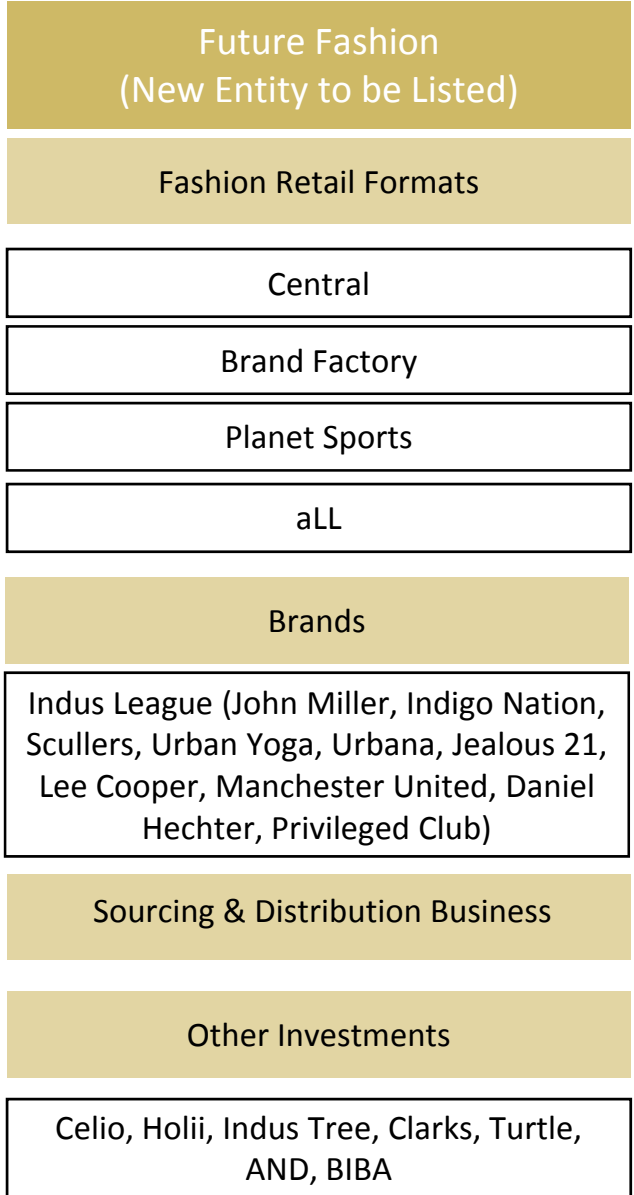 Future Fashion
(New Entity to be Listed)
Fashion Retail Formats
Central
Brand Factory
Planet Sports
aLL
Brands
Indus League (John Miller, Indigo Nation,
Scullers, Urban Yoga, Urbana, Jealous 21,
Lee Cooper, Manchester United, Daniel
Hechter, Privileged Club)
Sourcing & Distribution Business
Other Investments
Celio, Holii, Indus Tree, Clarks, Turtle,
AND, BIBA